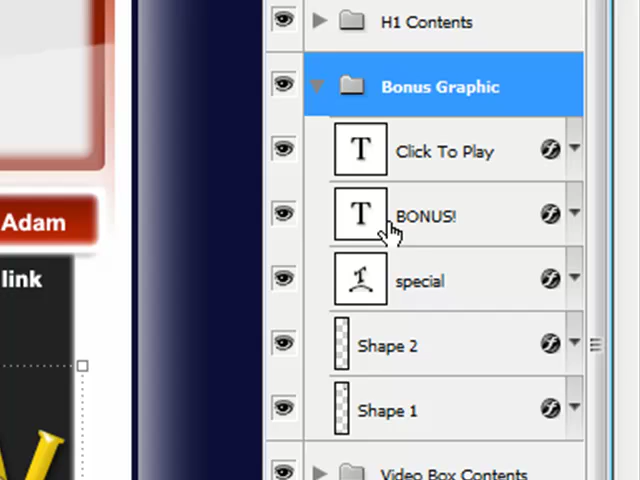 H1 Contents
Bonus Graphic
T Click To Play
T BONUS!
T special
Shape 2
Shape 1
Video Box Contents
Adam
link